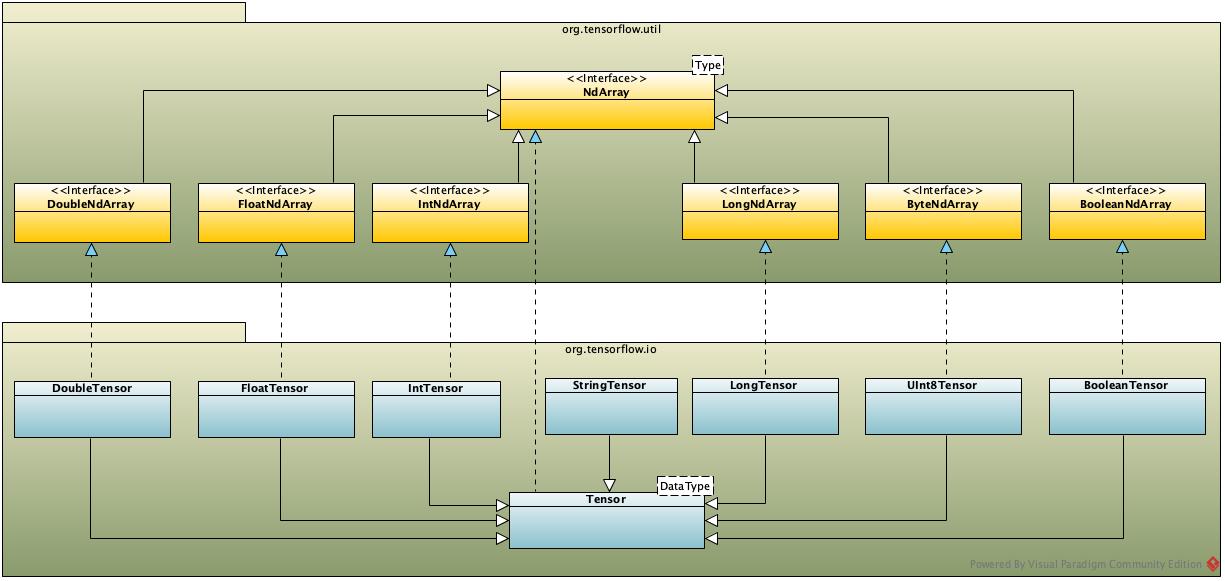 org.tensorflow.util
Type
<<Interface>>
NdArray
<<Interface>>
DoubleNdArray
<<Interface>>
FloatNdArray
<<Interface>>
IntNdArray
<<Interface>>
LongNdArray
<<Interface>>
ByteNdArray
<<Interface>>
BooleanNdArray
org.tensorflow.io
DoubleTensor
FloatTensor
IntTensor
StringTensor
LongTensor
UInt8Tensor
BooleanTensor
DataType
Tensor
Powered By Visual Paradigm Community Edition